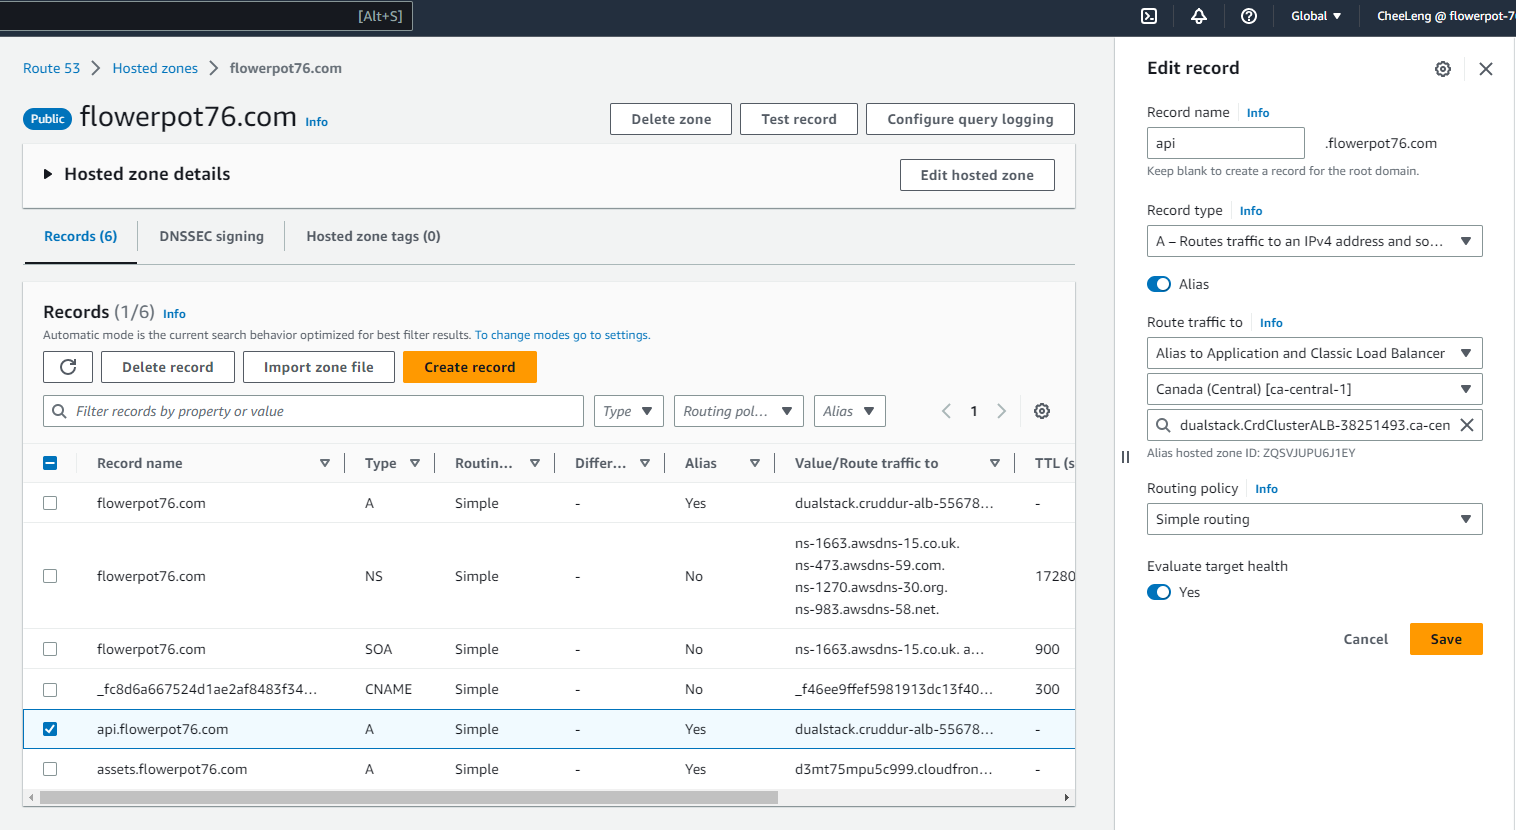 [Alt+S]
Global
CheeLeng @ flowerpot-7
Route 53 > Hosted zones > flowerpot76.com
Public flowerpot76.com Info
Delete zone
Test record
Configure query logging
Hosted zone details
Edit hosted zone
Records (6)
DNSSEC signing
Hosted zone tags (0)
Records (1/6) Info
Automatic mode is the current search behavior optimized for best filter results. To change modes go to settings.
Delete record
Import zone file
Create record
Filter records by property or value
Type
Routing pol...
Alias
1
Record name Type Routin... Differ... Alias Value/Route traffic to TTL (s
flowerpot76.com A Simple - Yes dualstack.cruddur-alb-55678... -
flowerpot76.com NS Simple - No ns-1663.awsdns-15.co.uk.
ns-473.awsdns-59.com.
ns-1270.awsdns-30.org.
ns-983.awsdns-58.net.
17280
flowerpot76.com SOA Simple - No ns-1663.awsdns-15.co.uk. a... 900
_fc8d6a667524d1ae2af8483f34... CNAME Simple - No _f46ee9ffef5981913dc13f40... 300
api.flowerpot76.com A Simple - Yes dualstack.cruddur-alb-55678... -
assets.flowerpot76.com A Simple - Yes d3mt75mpu5c999.cloudfron... -
Edit record
Record name Info
api .flowerpot76.com
Keep blank to create a record for the root domain.
Record type Info
A – Routes traffic to an IPv4 address and so...
Alias
Route traffic to Info
Alias to Application and Classic Load Balancer
Canada (Central) [ca-central-1]
dualstack.CrdClusterALB-38251493.ca-cen
Alias hosted zone ID: ZQSVJUPU6J1EY
Routing policy Info
Simple routing
Evaluate target health
Yes
Cancel
Save